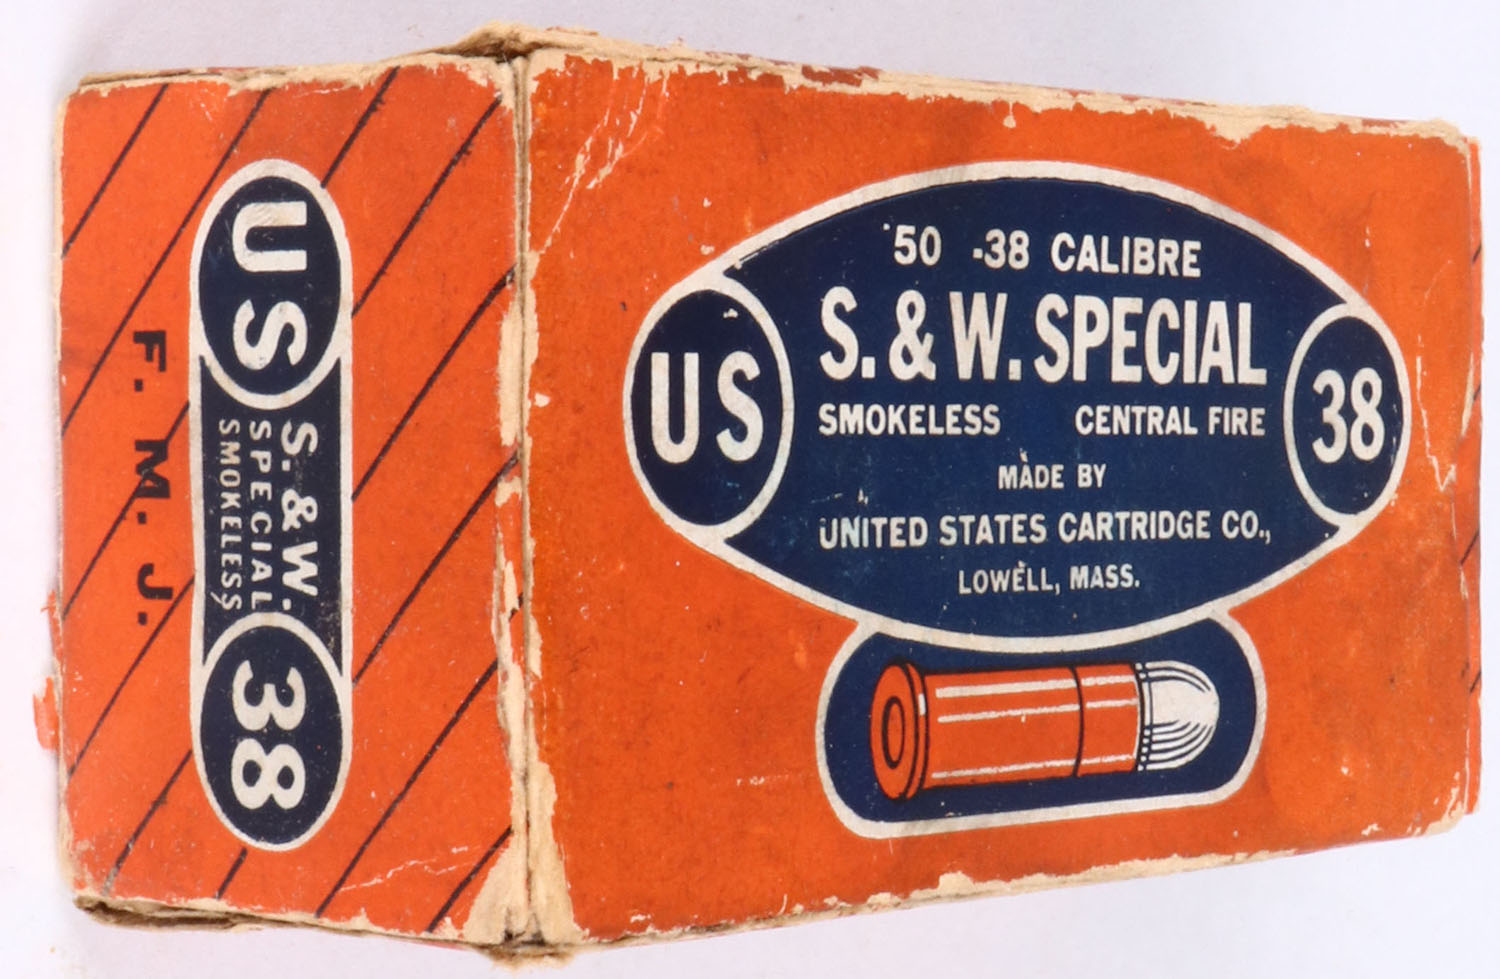 US
S. & W.
SPECIAL
SMOKELESS
38
F. M. J.
50 -38 CALIBRE
S. & W. SPECIAL
US
38
SMOKELESS CENTRAL FIRE
MADE BY
UNITED STATES CARTRIDGE CO.,
LOWELL, MASS.